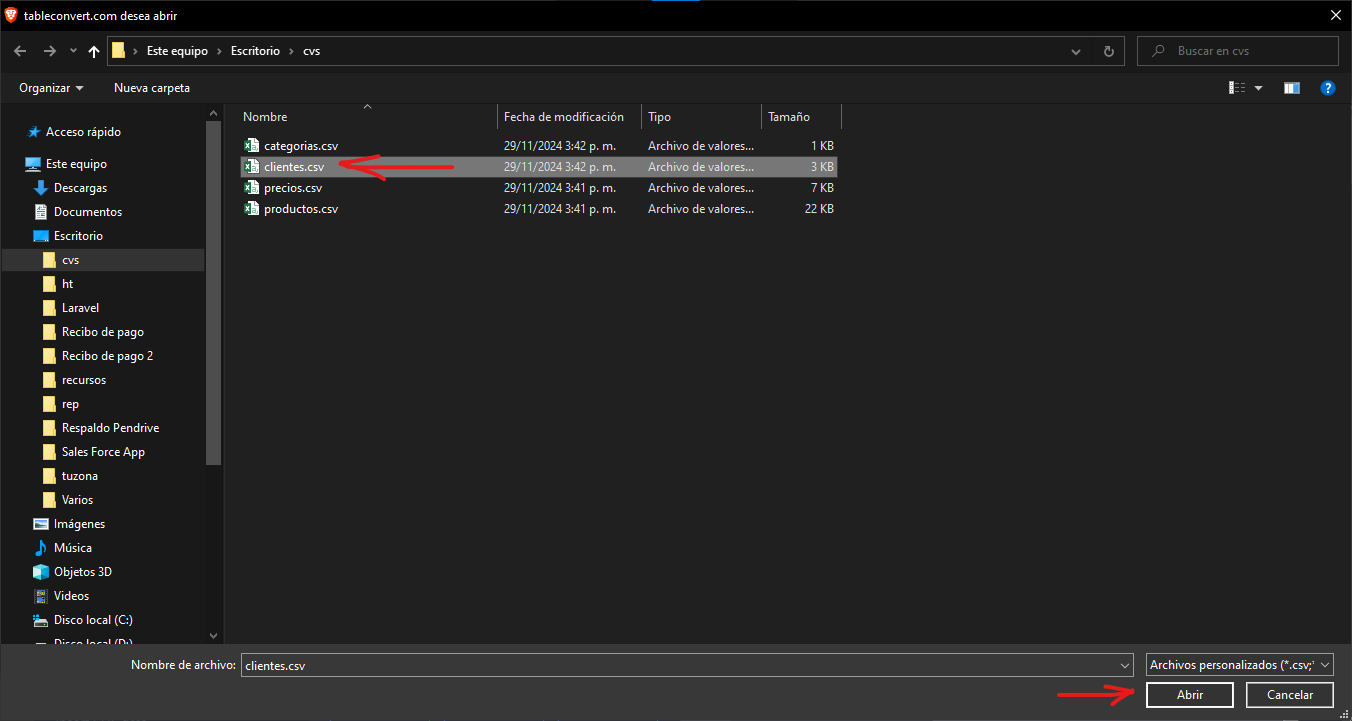 tableconvert.com desea abrir
Este equipo > Escritorio > cvs
Buscar en cvs
Organizar
Nueva carpeta
Nombre Fecha de modificación Tipo Tamaño
categorias.csv 29/11/2024 3:42 p. m. Archivo de valores... 1 KB
clientes.csv 29/11/2024 3:42 p. m. Archivo de valores... 3 KB
precios.csv 29/11/2024 3:41 p. m. Archivo de valores... 7 KB
productos.csv 29/11/2024 3:41 p. m. Archivo de valores... 22 KB
Acceso rápido
Este equipo
Descargas
Documentos
Escritorio
cvs
ht
Laravel
Recibo de pago
Recibo de pago 2
recursos
rep
Respaldo Pendrive
Sales Force App
tuzona
Varios
Imágenes
Música
Objetos 3D
Videos
Disco local (C:)
Disco local (D:)
Nombre de archivo: clientes.csv
Archivos personalizados (*.csv;
Abrir
Cancelar